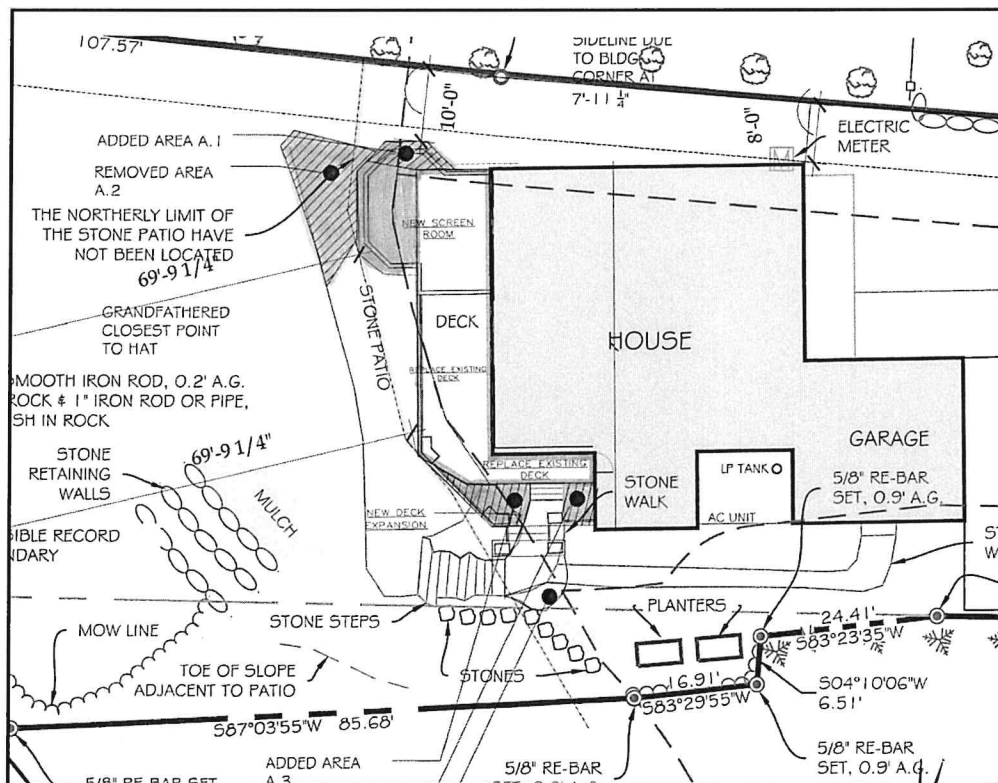 107.57'
SIDELINE DUE
TO BLDG
CORNER AT
7'-11 1/4"
10'-0"
8'-0"
ELECTRIC
METER
M
ADDED AREA A.1
REMOVED AREA
A.2
THE NORTHERLY LIMIT OF
THE STONE PATIO HAVE
NOT BEEN LOCATED
69'-9 1/4"
NEW SCREEN
ROOM
STONE PATIO
DECK
HOUSE
GRANDFATHERED
CLOSEST POINT
TO HAT
REPLACE EXISTING
DECK
SMOOTH IRON ROD, 0.2' A.G.
ROCK & 1" IRON ROD OR PIPE,
SH IN ROCK
GARAGE
69'-9 1/4"
STONE
RETAINING
WALLS
MULCH
REPLACE EXISTING
DECK
STONE
WALK
LP TANK
5/8" RE-BAR
SET, 0.9' A.G.
NEW DECK
EXPANSION
AC UNIT
IBLE RECORD
NDARY
ST
W
STONE STEPS
PLANTERS
24.41'
S83°23'35"W
MOW LINE
TOE OF SLOPE
ADJACENT TO PATIO
STONES
16.91'
S83°29'55"W
S04°10'06"W
6.51'
S87°03'55"W 85.68'
ADDED AREA
A.3
5/8" RE-BAR SET
5/8" RE-BAR
5/8" RE-BAR
SET, 0.9' A.G.